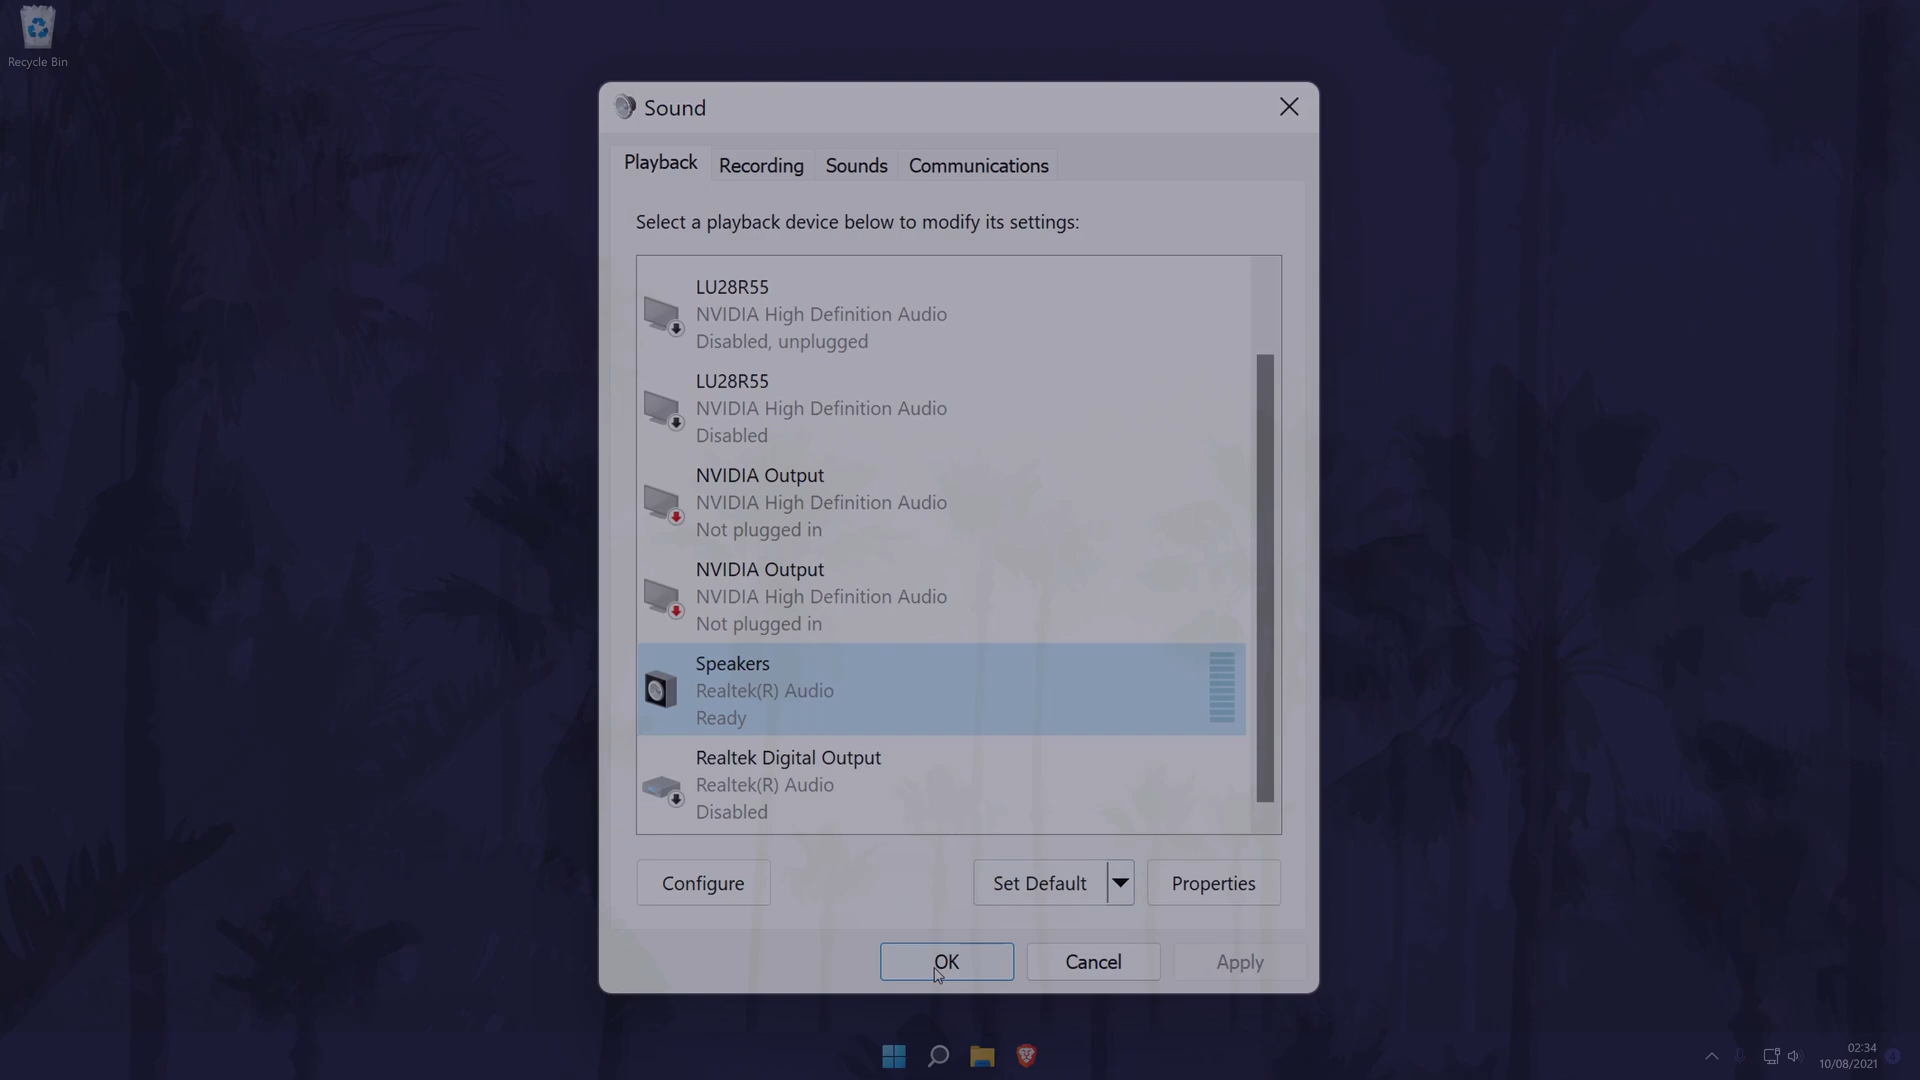 Recycle Bin
Sound
Playback
Recording
Sounds
Communications
Select a playback device below to modify its settings:
LU28R55
NVIDIA High Definition Audio
Disabled, unplugged
LU28R55
NVIDIA High Definition Audio
Disabled
NVIDIA Output
NVIDIA High Definition Audio
Not plugged in
NVIDIA Output
NVIDIA High Definition Audio
Not plugged in
Speakers
Realtek(R) Audio
Ready
Realtek Digital Output
Realtek(R) Audio
Disabled
Configure
Set Default
Properties
OK
Cancel
Apply
02:34
10/08/2021
4